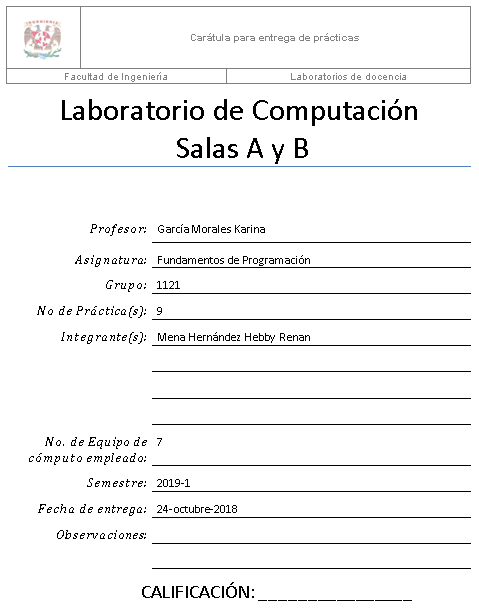 Carátula para entrega de prácticas
Facultad de Ingeniería
Laboratorios de docencia
Laboratorio de Computación
Salas A y B
Profesor: García Morales Karina
Asignatura: Fundamentos de Programación
Grupo: 1121
No de Práctica(s): 9
Integrante(s): Mena Hernández Hebby Renan
No. de Equipo de 7
cómputo empleado:
Semestre: 2019-1
Fecha de entrega: 24-octubre-2018
Observaciones:
CALIFICACIÓN: ________________